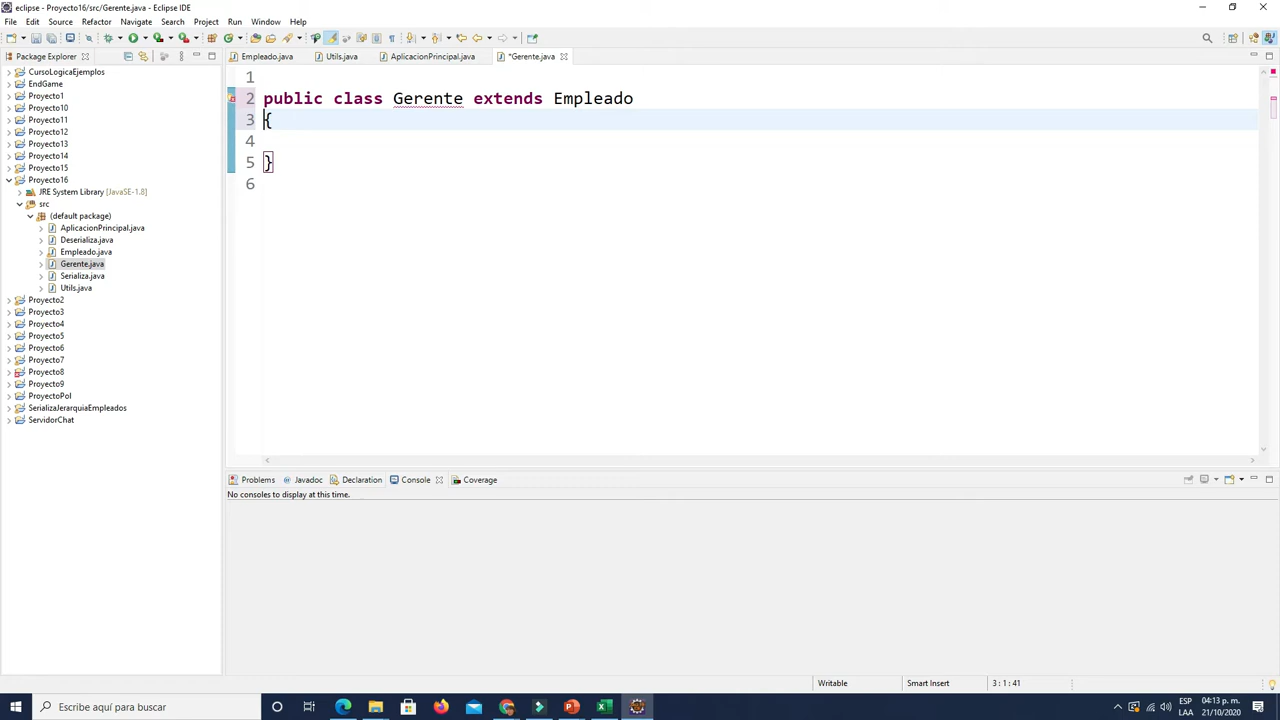 eclipse - Proyecto16/src/Gerente.java - Eclipse IDE
File Edit Source Refactor Navigate Search Project Run Window Help
Package Explorer
Empleado.java Utils.java AplicacionPrincipal.java *Gerente.java
CursoLogicaEjemplos
EndGame
Proyecto1
Proyecto10
Proyecto11
Proyecto12
Proyecto13
Proyecto14
Proyecto15
Proyecto16
JRE System Library [JavaSE-1.8]
src
(default package)
AplicacionPrincipal.java
Deserializa.java
Empleado.java
Gerente.java
Serializa.java
Utils.java
Proyecto2
Proyecto3
Proyecto4
Proyecto5
Proyecto6
Proyecto7
Proyecto8
Proyecto9
ProyectoPol
SerializaJerarquiaEmpleados
ServidorChat
1
2 public class Gerente extends Empleado
3 {
4
5 }
6
Problems Javadoc Declaration Console Coverage
No consoles to display at this time.
Writable Smart Insert 3 : 1 : 41
Escribe aquí para buscar
ESP 04:13 p. m.
LAA 21/10/2020